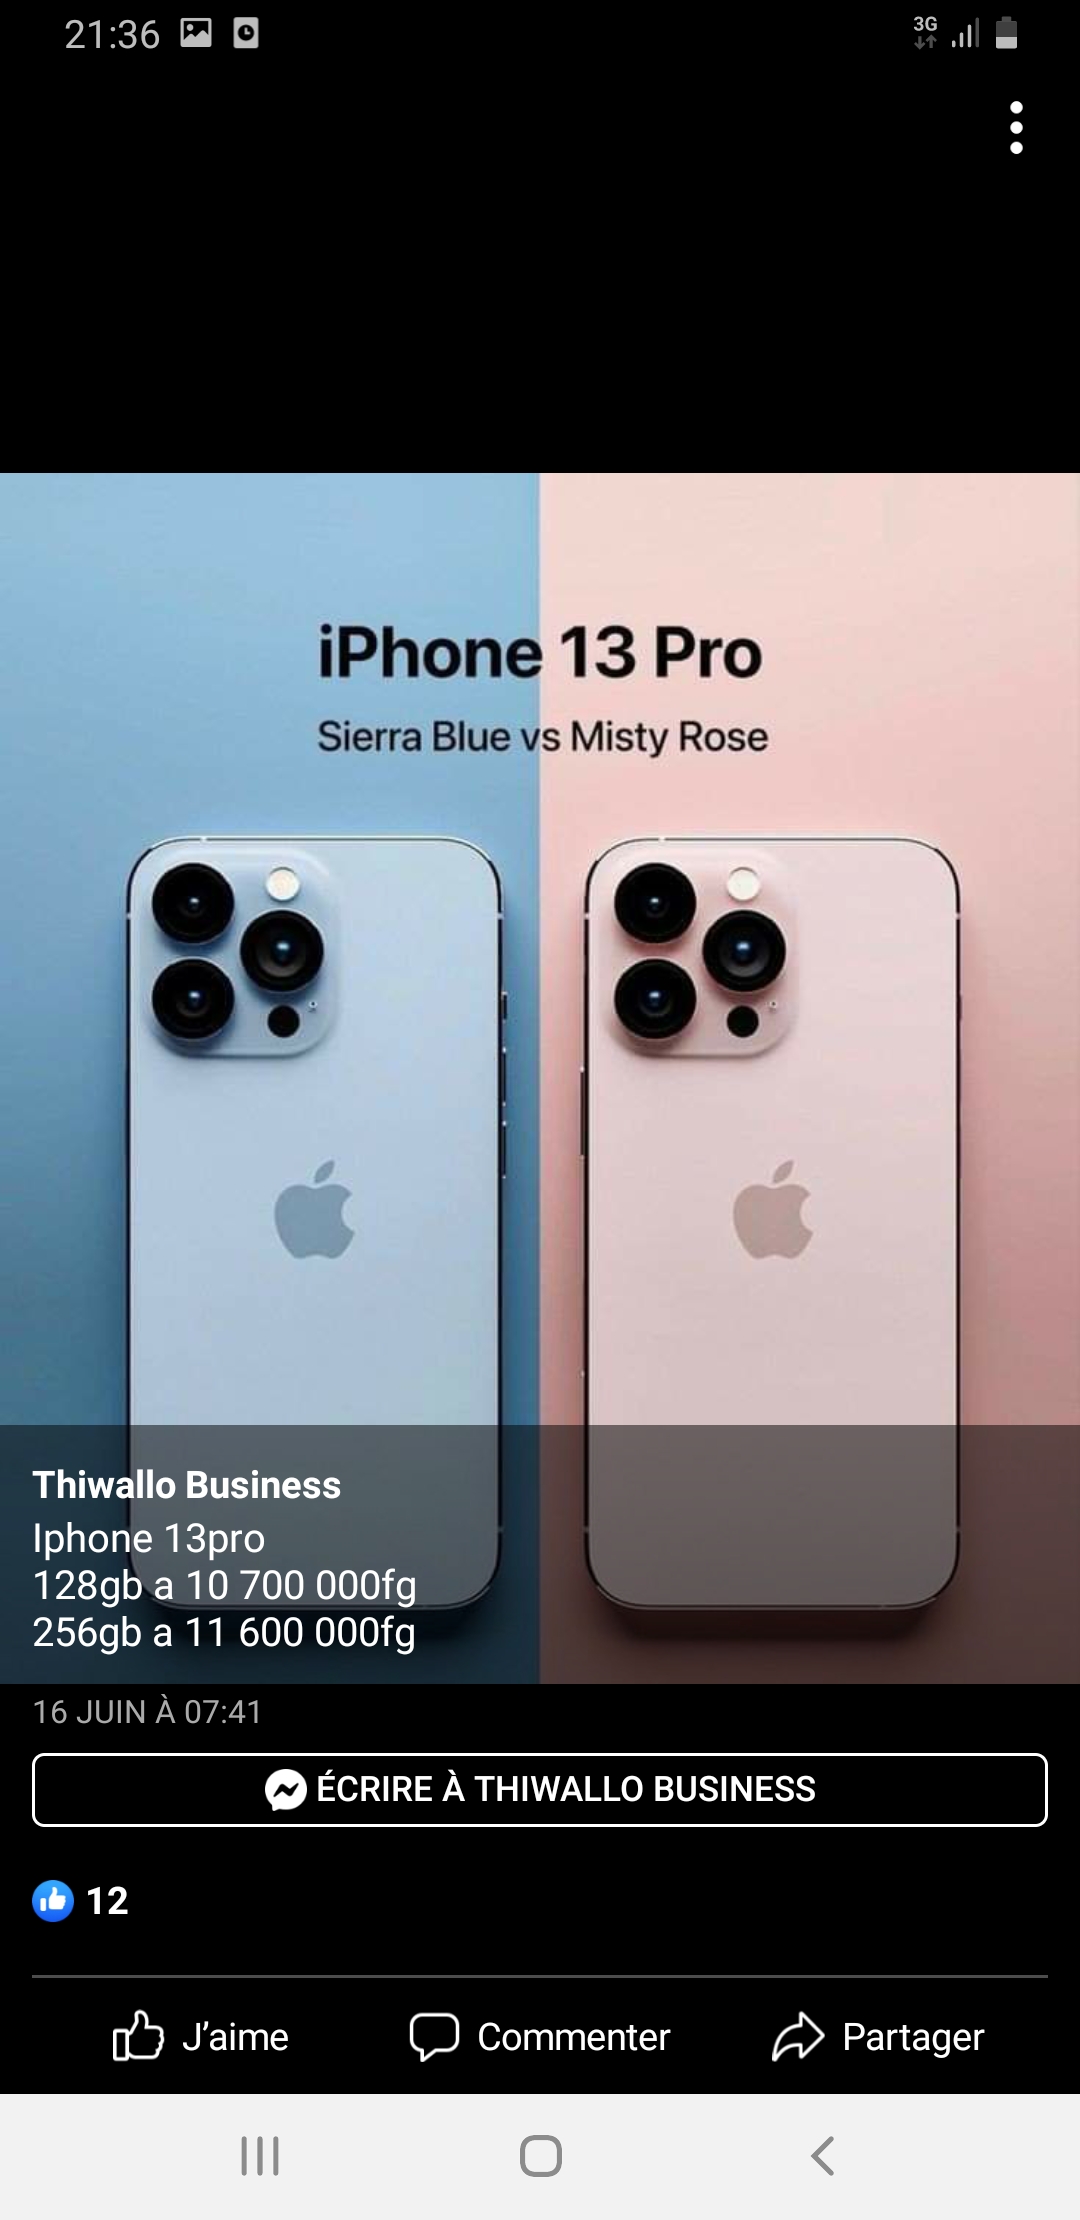 21:36
3G
iPhone 13 Pro
Sierra Blue vs Misty Rose
Thiwallo Business
Iphone 13pro
128gb a 10 700 000fg
256gb a 11 600 000fg
16 JUIN À 07:41
ÉCRIRE À THIWALLO BUSINESS
12
J’aime
Commenter
Partager